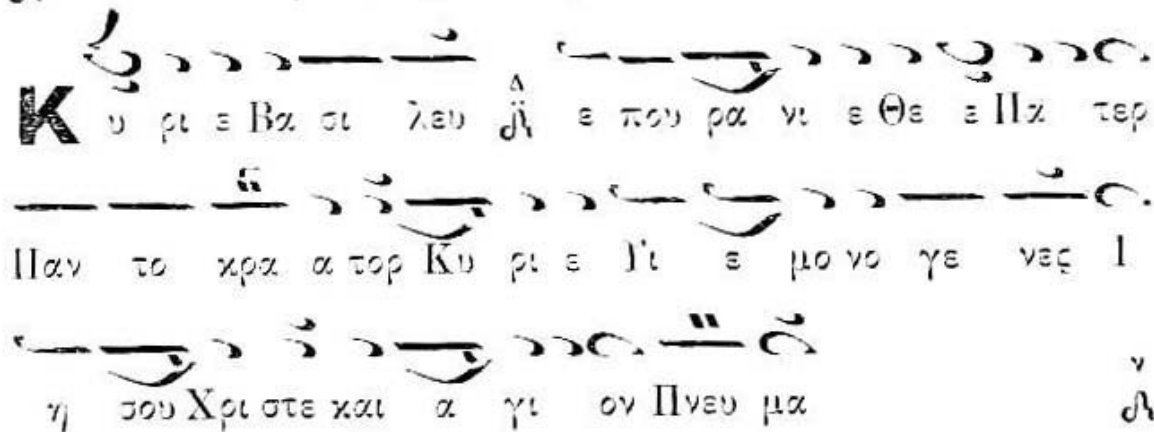 Κ υ ρι ε Βα σι λευ ε που ρα νι ε Θε ε Πα τερ
Παν το κρα α τορ Κυ ρι ε Υι ε μο νο γε νες Ι
η σου Χρι στε και α γι ον Πνευ μα